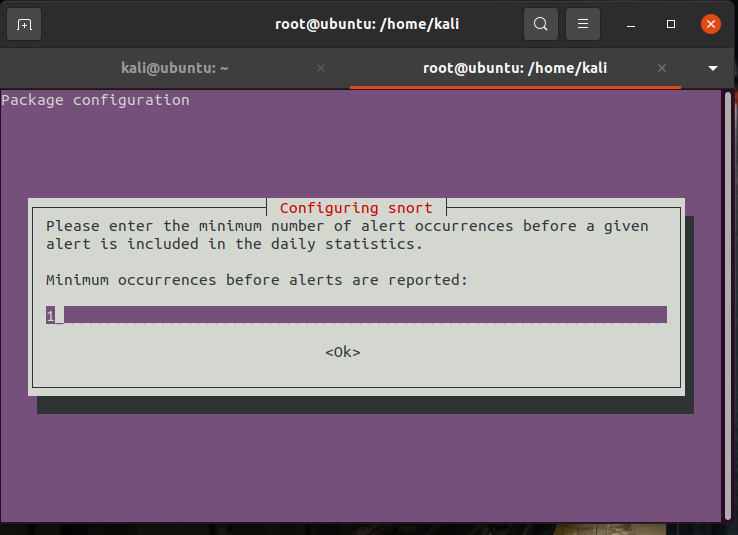 root@ubuntu: /home/kali
kali@ubuntu: ~
root@ubuntu: /home/kali
Package configuration
Configuring snort
Please enter the minimum number of alert occurrences before a given
alert is included in the daily statistics.
Minimum occurrences before alerts are reported:
1
<Ok>